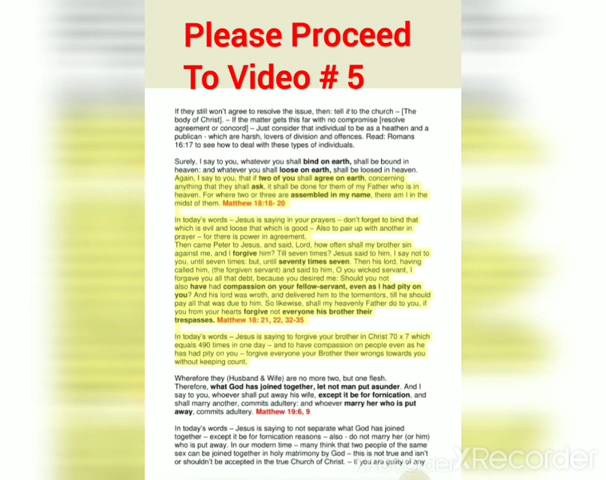 Please Proceed
To Video # 5
If they still won't agree to resolve the issue, then: tell it to the church – [The
body of Christ]. – If the matter gets this far with no compromise [resolve
agreement or concord] – Just consider that individual to be as a heathen and a
publican - which are harsh, lovers of division and offences. Read: Romans
16:17 to see how to deal with these types of individuals.
Surely, I say to you, whatever you shall bind on earth, shall be bound in
heaven: and whatever you shall loose on earth, shall be loosed in heaven.
Again, I say to you, that if two of you shall agree on earth, concerning
anything that they shall ask, it shall be done for them of my Father who is in
heaven. For where two or three are assembled in my name, there am I in the
midst of them. Matthew 18:18- 20
In today's words – Jesus is saying in your prayers – don't forget to bind that
which is evil and loose that which is good – Also to pair up with another in
prayer – for there is power in agreement.
Then came Peter to Jesus, and said, Lord, how often shall my brother sin
against me, and I forgive him? Till seven times? Jesus said to him, I say not to
you, until seven times: but, until seventy times seven. Then his lord, having
called him, (the forgiven servant) and said to him, O you wicked servant, I
forgave you all that debt, because you desired me: Should you not
also have had compassion on your fellow-servant, even as I had pity on
you? And his lord was wroth, and delivered him to the tormentors, till he should
pay all that was due to him. So likewise, shall my heavenly Father do to you, if
you from your hearts forgive not everyone his brother their
trespasses. Matthew 18: 21, 22, 32-35
In today's words – Jesus is saying to forgive your brother in Christ 70 x 7 which
equals 490 times in one day – and to have compassion on people even as he
has had pity on you – forgive everyone your Brother their wrongs towards you
without keeping count.
Wherefore they (Husband & Wife) are no more two, but one flesh.
Therefore, what God has joined together, let not man put asunder. And I
say to you, whoever shall put away his wife, except it be for fornication, and
shall marry another, commits adultery: and whoever marry her who is put
away, commits adultery. Matthew 19:6, 9
In today's words – Jesus is saying to not separate what God has joined
together – except it be for fornication reasons – also - do not marry her (or him)
who is put away. In our modern time – many think that two people of the same
sex can be joined together in holy matrimony by God – this is not true and isn't
or shouldn't be accepted in the true Church of Christ. – If you are guilty of any
XRecorder